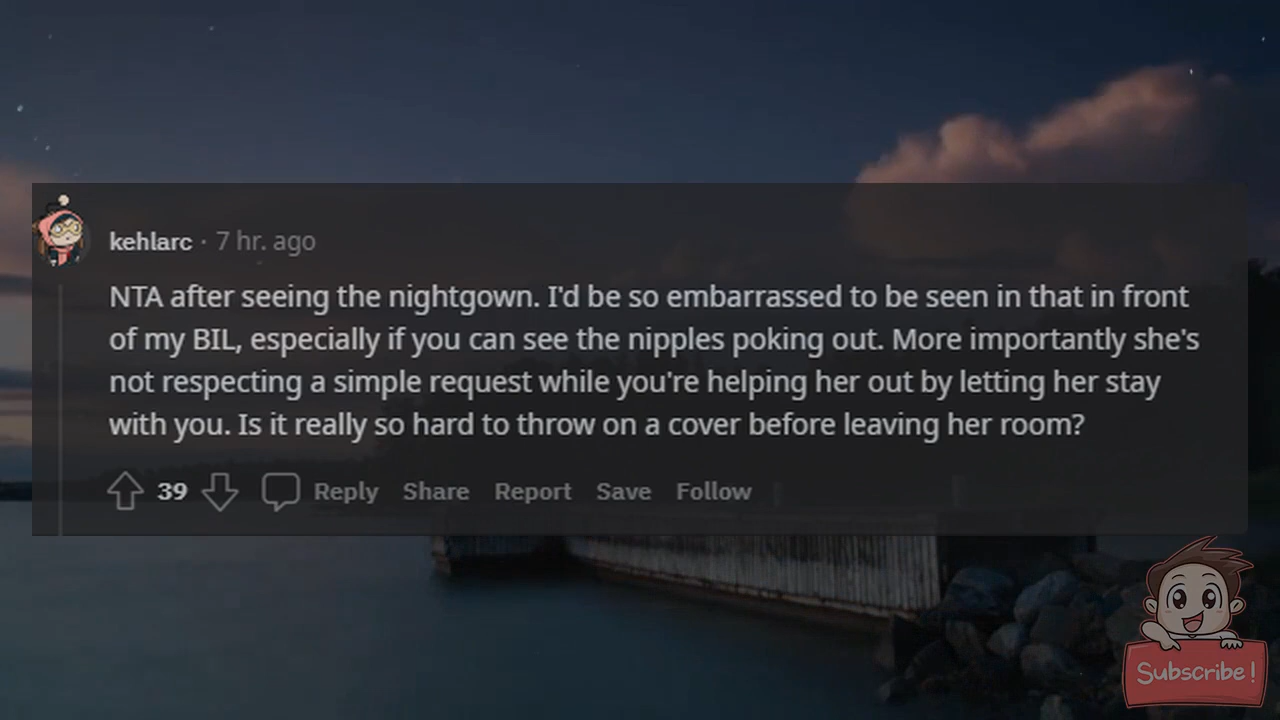 kehlarc · 7 hr. ago
NTA after seeing the nightgown. I'd be so embarrassed to be seen in that in front
of my BIL, especially if you can see the nipples poking out. More importantly she's
not respecting a simple request while you're helping her out by letting her stay
with you. Is it really so hard to throw on a cover before leaving her room?
39 Reply Share Report Save Follow
Subscribe!